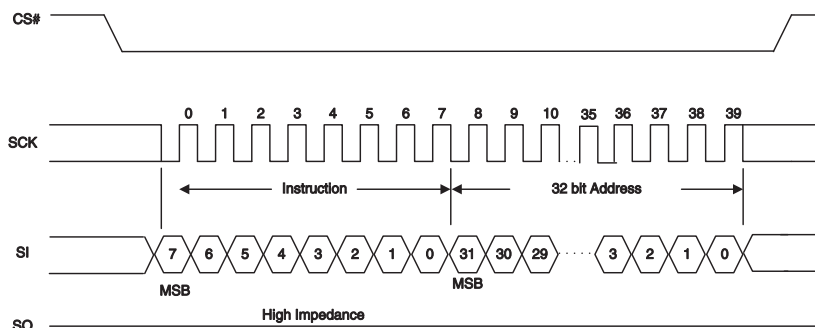 CS#
0 1 2 3 4 5 6 7 8 9 10 35 36 37 38 39
SCK
Instruction 32 bit Address
SI 7 6 5 4 3 2 1 0 31 30 29 3 2 1 0
MSB MSB
High Impedance
SO